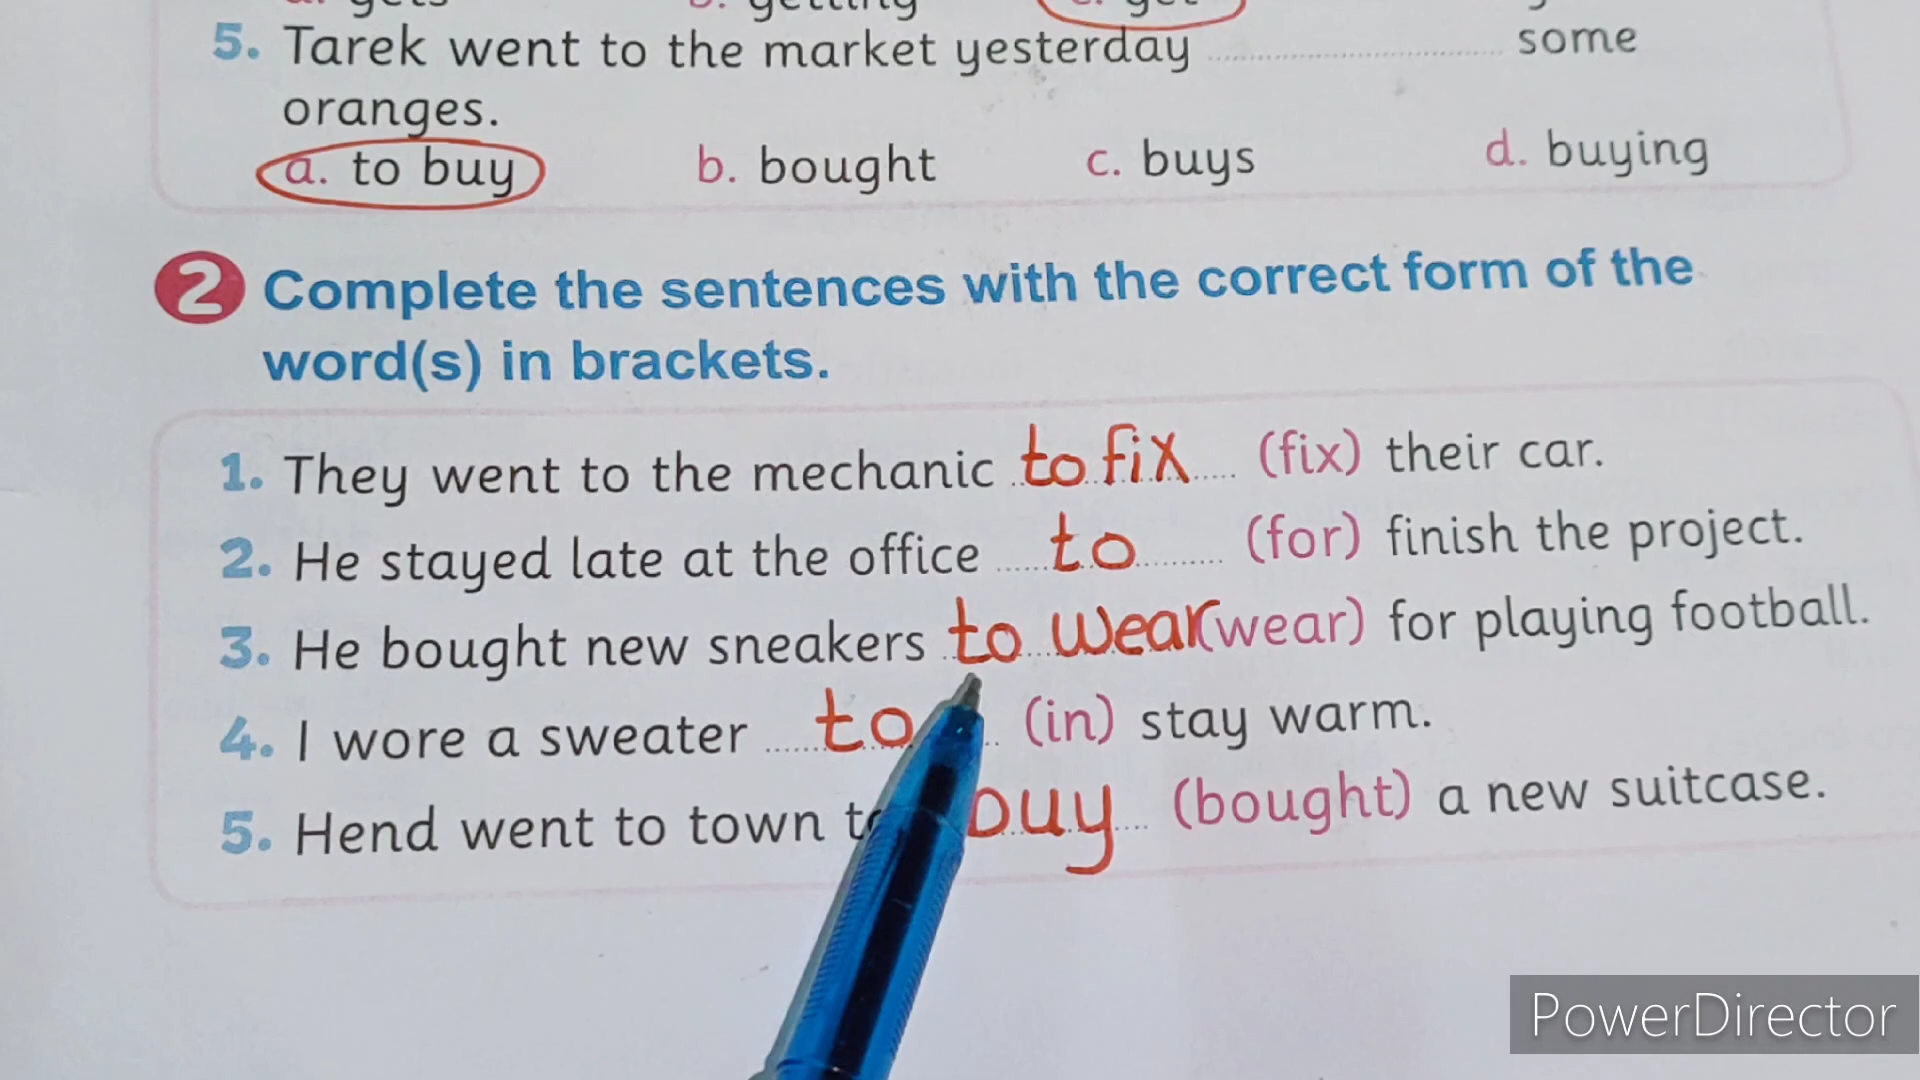 5. Tarek went to the market yesterday .......... some
oranges.
a. to buy b. bought c. buys d. buying
2 Complete the sentences with the correct form of the
word(s) in brackets.
1. They went to the mechanic to fix (fix) their car.
2. He stayed late at the office to (for) finish the project.
3. He bought new sneakers to wear (wear) for playing football.
4. I wore a sweater to (in) stay warm.
5. Hend went to town buy (bought) a new suitcase.
PowerDirector